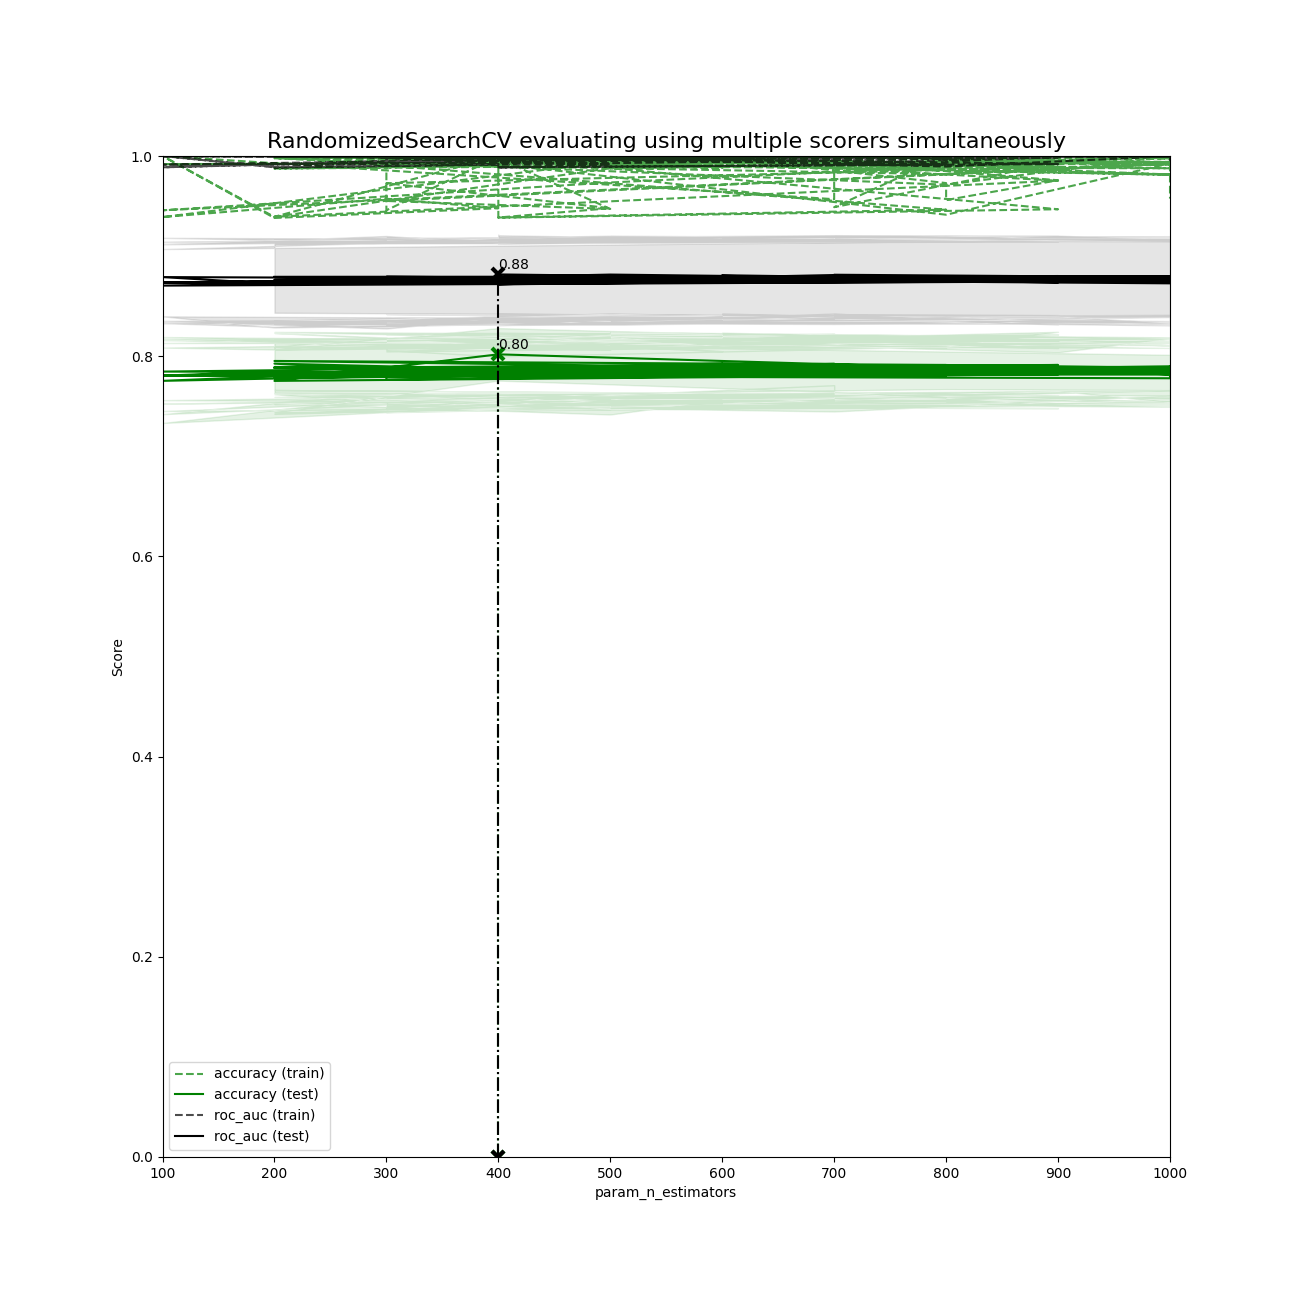 RandomizedSearchCV evaluating using multiple scorers simultaneously
1.0
0.88
0.8
0.80
0.6
Score
0.4
0.2
accuracy (train)
accuracy (test)
roc_auc (train)
roc_auc (test)
0.0
100 200 300 400 500 600 700 800 900 1000
param_n_estimators